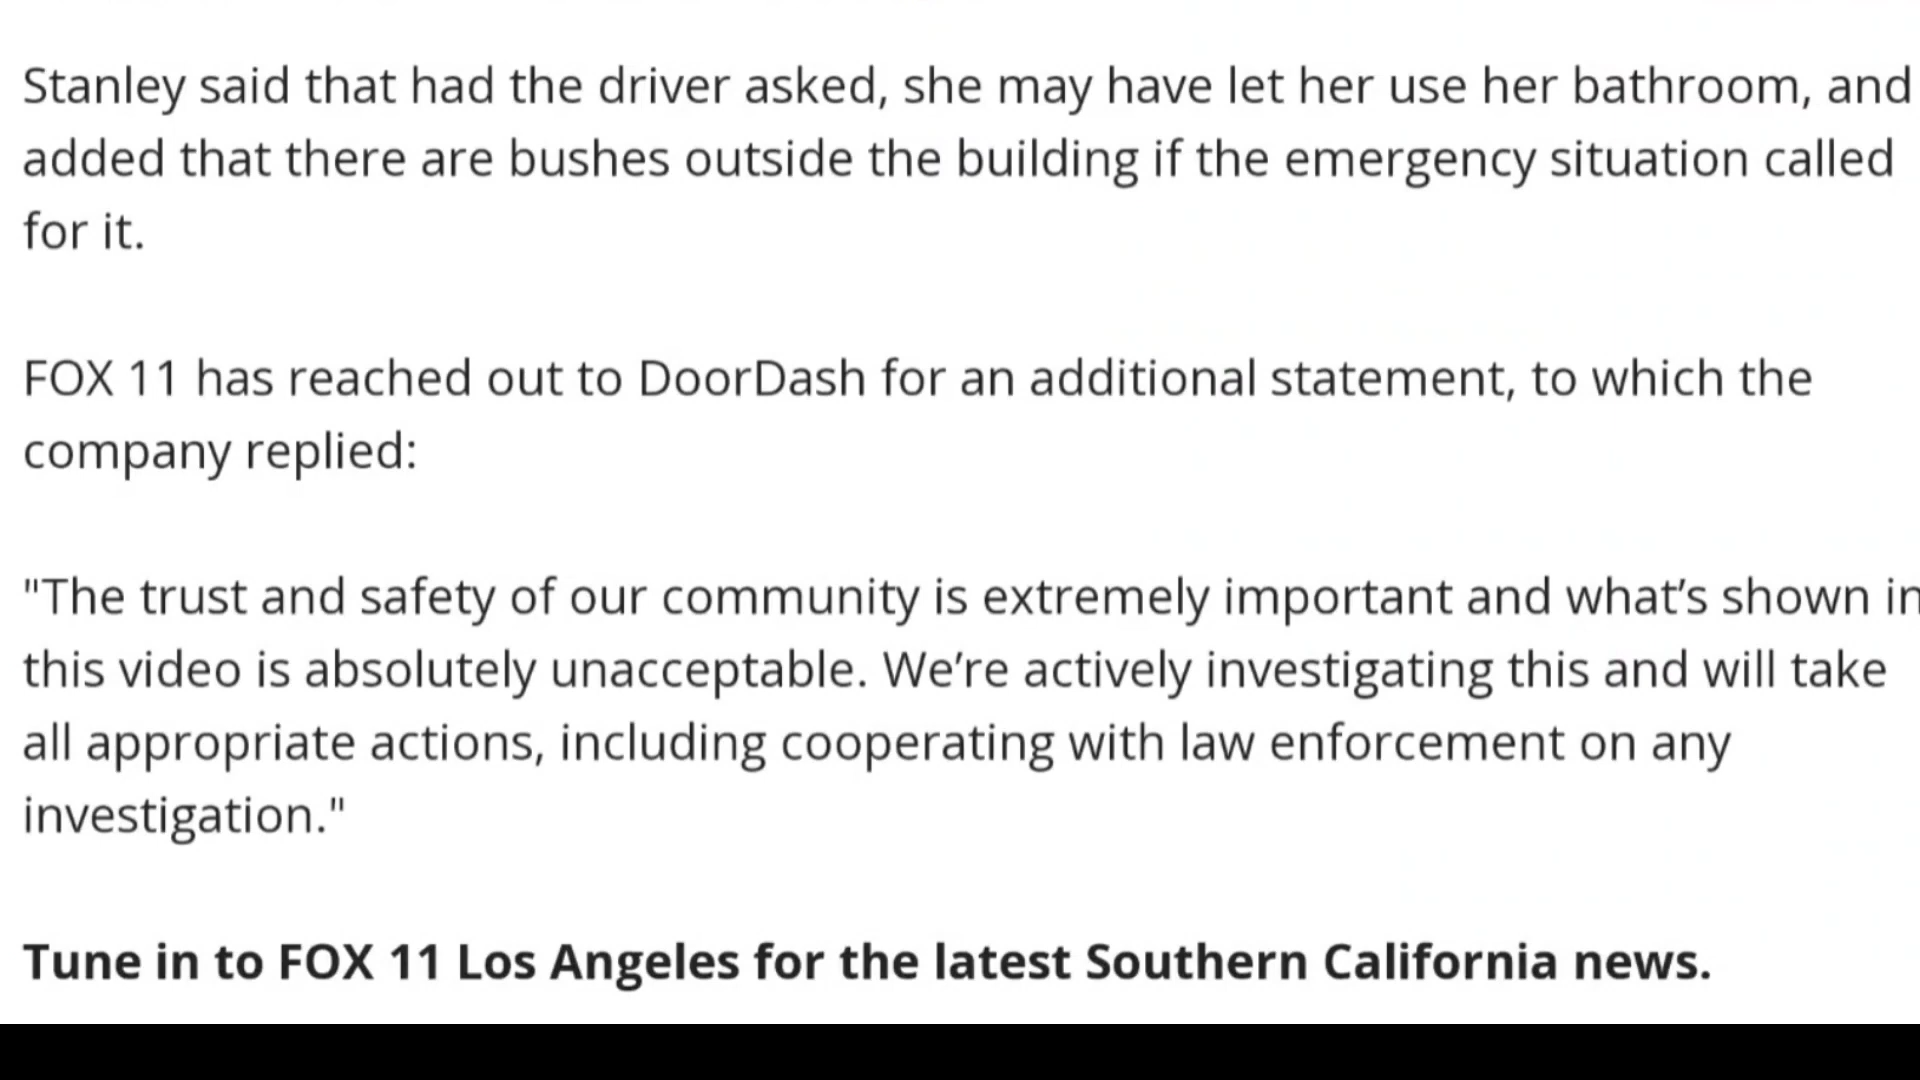 Stanley said that had the driver asked, she may have let her use her bathroom, and
added that there are bushes outside the building if the emergency situation called
for it.
FOX 11 has reached out to DoorDash for an additional statement, to which the
company replied:
"The trust and safety of our community is extremely important and what’s shown in
this video is absolutely unacceptable. We’re actively investigating this and will take
all appropriate actions, including cooperating with law enforcement on any
investigation."
Tune in to FOX 11 Los Angeles for the latest Southern California news.